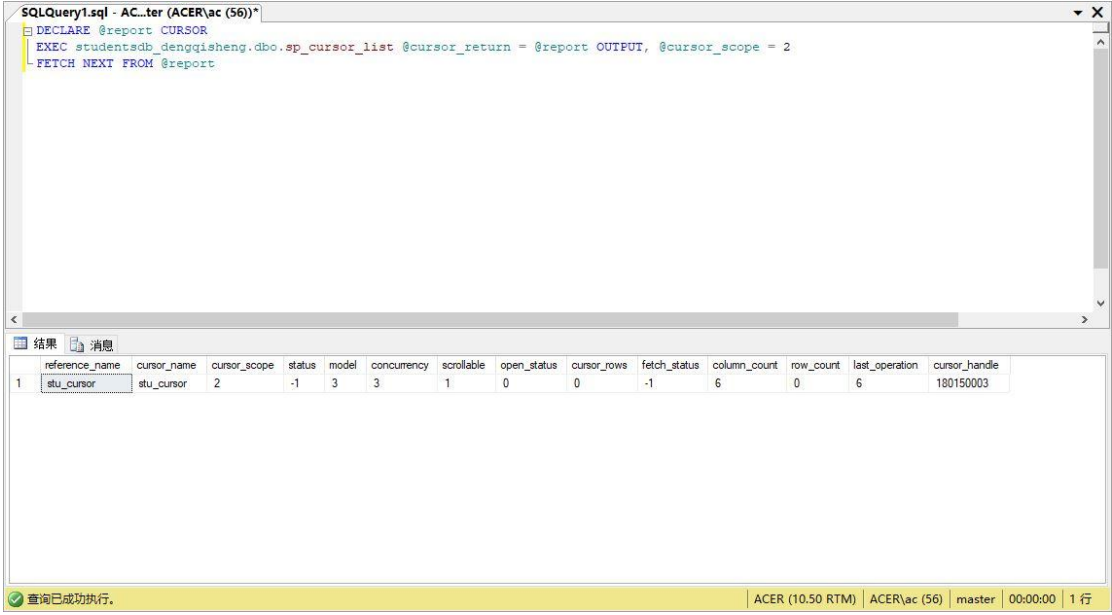 SQLQuery1.sql - AC...ter (ACER\ac (56))*
DECLARE @report CURSOR
EXEC studentsdb_dengqisheng.dbo.sp_cursor_list @cursor_return = @report OUTPUT, @cursor_scope = 2
FETCH NEXT FROM @report
结果 消息
reference_name cursor_name cursor_scope status model concurrency scrollable open_status cursor_rows fetch_status column_count row_count last_operation cursor_handle
1 stu_cursor stu_cursor 2 -1 3 3 1 0 0 -1 6 0 6 180150003
查询已成功执行。 ACER (10.50 RTM) ACER\ac (56) master 00:00:00 1 行